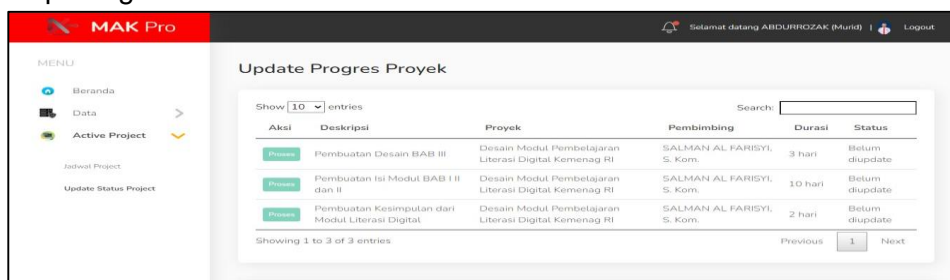 MAK Pro
Selamat datang ABDURROZAK (Murid) | Logout
MENU
Beranda
Data
Active Project
Jadwal Project
Update Status Project
Update Progres Proyek
Show 10 entries
Search:
Aksi Deskripsi Proyek Pembimbing Durasi Status
Proses Pembuatan Desain BAB III Desain Modul Pembelajaran Literasi Digital Kemenag RI SALMAN AL FARISYI, S. Kom. 3 hari Belum diupdate
Proses Pembuatan Isi Modul BAB I II dan II Desain Modul Pembelajaran Literasi Digital Kemenag RI SALMAN AL FARISYI, S. Kom. 10 hari Belum diupdate
Proses Pembuatan Kesimpulan dari Modul Literasi Digital Desain Modul Pembelajaran Literasi Digital Kemenag RI SALMAN AL FARISYI, S. Kom. 2 hari Belum diupdate
Showing 1 to 3 of 3 entries
Previous 1 Next